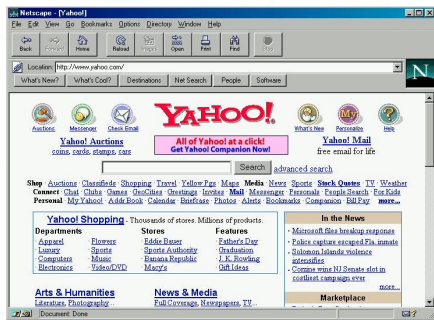 Netscape - [Yahoo!]
File Edit View Go Bookmarks Options Directory Window Help
Back Forward Home Reload Images Open Print Find Stop
Location: http://www.yahoo.com/
What's New? What's Cool? Destinations Net Search People Software
Auctions Messenger Check Email YAHOO! What's New Personalize Help
Yahoo! Auctions
coins, cards, stamps, cars
All of Yahoo! at a click!
Get Yahoo! Companion Now!
Yahoo! Mail
free email for life
Search advanced search
Shop · Auctions · Classifieds · Shopping · Travel · Yellow Pgs · Maps Media · News · Sports · Stock Quotes · TV · Weather
Connect · Chat · Clubs · Games · GeoCities · Greetings · Invites · Mail · Messenger · Personals · People Search · For Kids
Personal · My Yahoo! · Addr Book · Calendar · Briefcase · Photos · Alerts · Bookmarks · Companion · Bill Pay more...
Yahoo! Shopping - Thousands of stores. Millions of products.
Departments Stores Features
· Apparel · Flowers · Eddie Bauer · Father's Day
· Luxury · Sports · Sports Authority · Graduation
· Computers · Music · Banana Republic · J. K. Rowling
· Electronics · Video/DVD · Macy's · Gift Ideas
In the News
· Microsoft files breakup response
· Police capture escaped Fla. inmate
· Solomon Islands violence
intensifies
· Corzine wins NJ Senate slot in
costliest campaign ever
more...
Marketplace
Arts & Humanities
Literature, Photography...
News & Media
Full Coverage, Newspapers, TV...
Document: Done